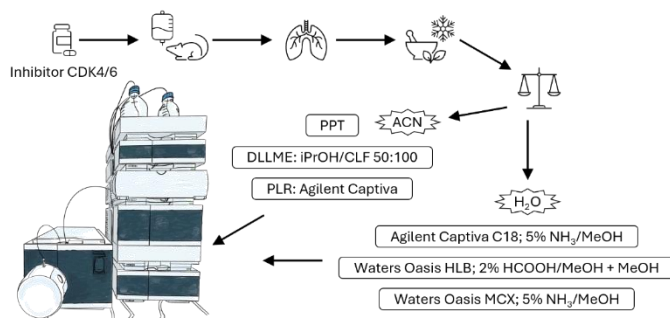 Inhibitor CDK4/6
PPT
ACN
DLLME: iPrOH/CLF 50:100
PLR: Agilent Captiva
H₂O
Agilent Captiva C18; 5% NH₃/MeOH
Waters Oasis HLB; 2% HCOOH/MeOH + MeOH
Waters Oasis MCX; 5% NH₃/MeOH